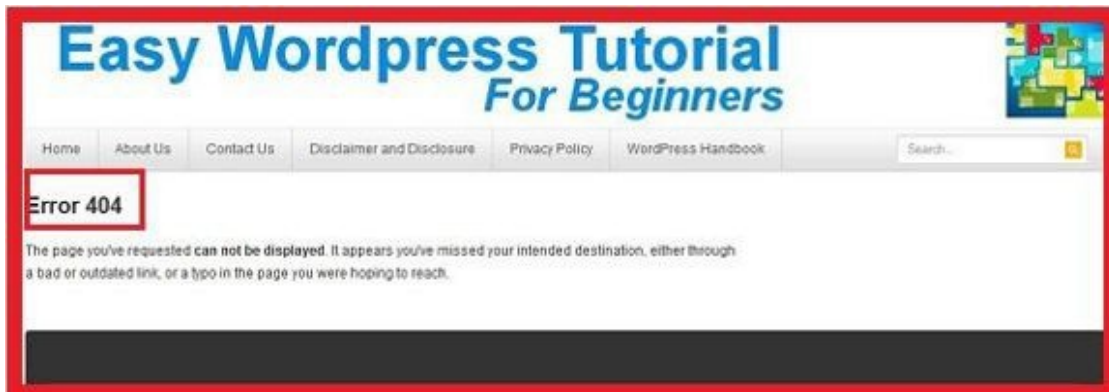 Easy Wordpress Tutorial
For Beginners
Home About Us Contact Us Disclaimer and Disclosure Privacy Policy WordPress Handbook Search...
Error 404
The page you've requested can not be displayed. It appears you've missed your intended destination, either through
a bad or outdated link, or a typo in the page you were hoping to reach.